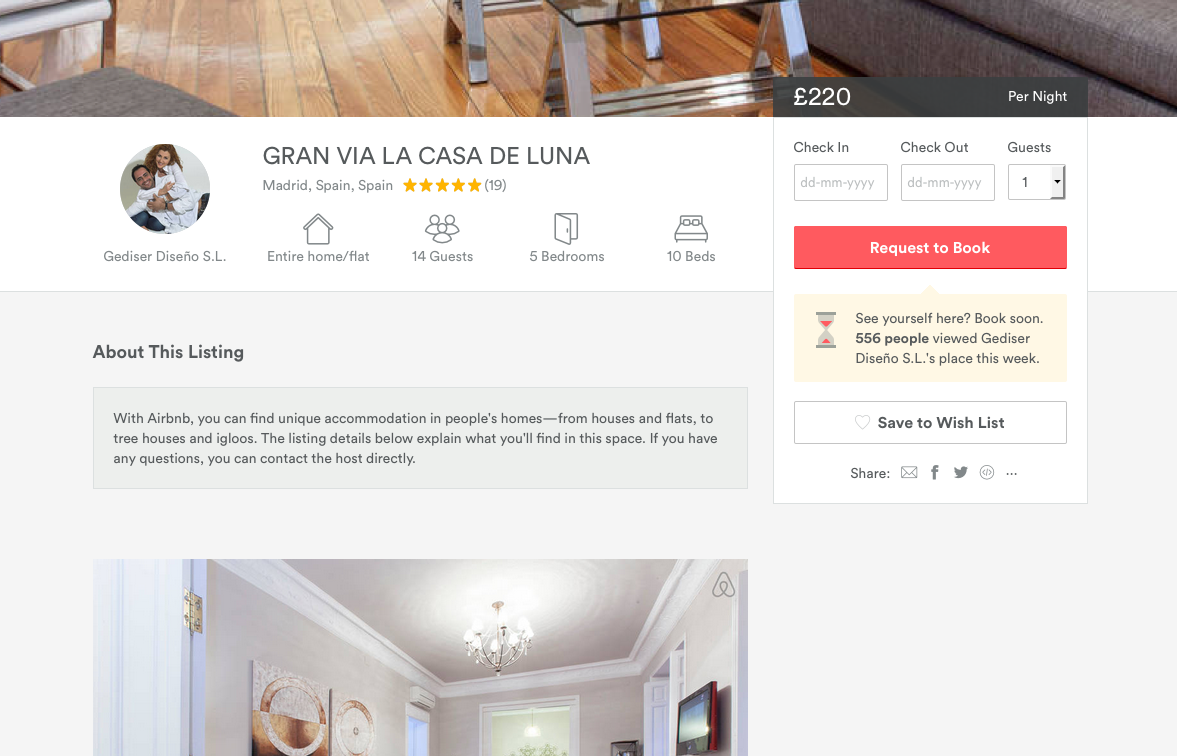 £220
Per Night
GRAN VIA LA CASA DE LUNA
Madrid, Spain, Spain (19)
Gediser Diseño S.L.
Entire home/flat
14 Guests
5 Bedrooms
10 Beds
Check In
Check Out
Guests
dd-mm-yyyy
dd-mm-yyyy
1
Request to Book
See yourself here? Book soon.
556 people viewed Gediser
Diseño S.L.'s place this week.
Save to Wish List
Share:
...
About This Listing
With Airbnb, you can find unique accommodation in people's homes—from houses and flats, to
tree houses and igloos. The listing details below explain what you'll find in this space. If you have
any questions, you can contact the host directly.